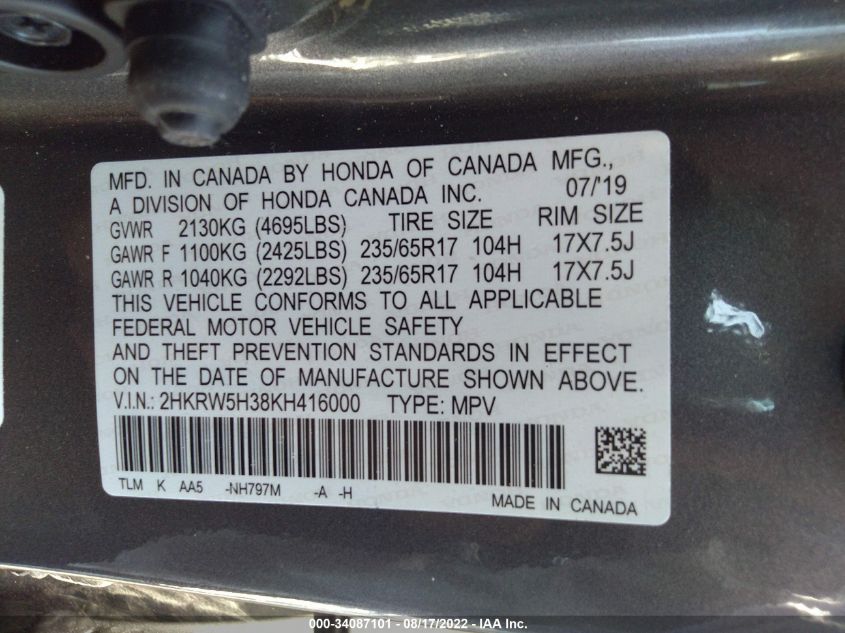 MFD. IN CANADA BY HONDA OF CANADA MFG.,
A DIVISION OF HONDA CANADA INC. 07/'19
GVWR 2130KG (4695LBS) TIRE SIZE RIM SIZE
GAWR F 1100KG (2425LBS) 235/65R17 104H 17X7.5J
GAWR R 1040KG (2292LBS) 235/65R17 104H 17X7.5J
THIS VEHICLE CONFORMS TO ALL APPLICABLE
FEDERAL MOTOR VEHICLE SAFETY
AND THEFT PREVENTION STANDARDS IN EFFECT
ON THE DATE OF MANUFACTURE SHOWN ABOVE.
V.I.N.: 2HKRW5H38KH416000 TYPE: MPV
TLM K AA5 -NH797M -A -H
MADE IN CANADA
000-34087101 - 08/17/2022 - IAA Inc.